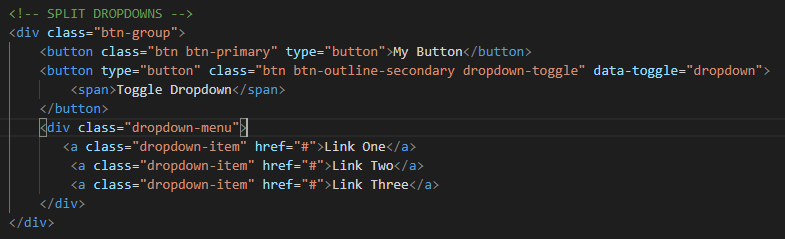 <!-- SPLIT DROPDOWNS -->
<div class="btn-group">
    <button class="btn btn-primary" type="button">My Button</button>
    <button type="button" class="btn btn-outline-secondary dropdown-toggle" data-toggle="dropdown">
        <span>Toggle Dropdown</span>
    </button>
    <div class="dropdown-menu">
       <a class="dropdown-item" href="#">Link One</a>
        <a class="dropdown-item" href="#">Link Two</a>
        <a class="dropdown-item" href="#">Link Three</a>
    </div>
</div>